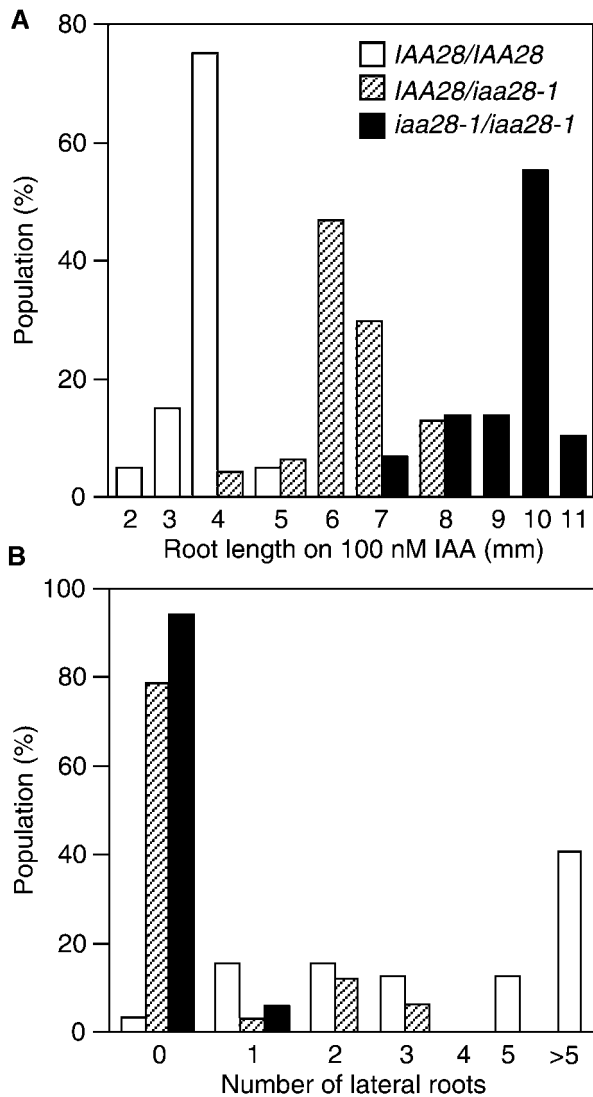 A
80
60
40
20
0
Population (%)
IAA28/IAA28
IAA28/iaa28-1
iaa28-1/iaa28-1
2 3 4 5 6 7 8 9 10 11
Root length on 100 nM IAA (mm)
B
100
80
60
40
20
0
Population (%)
0 1 2 3 4 5 >5
Number of lateral roots